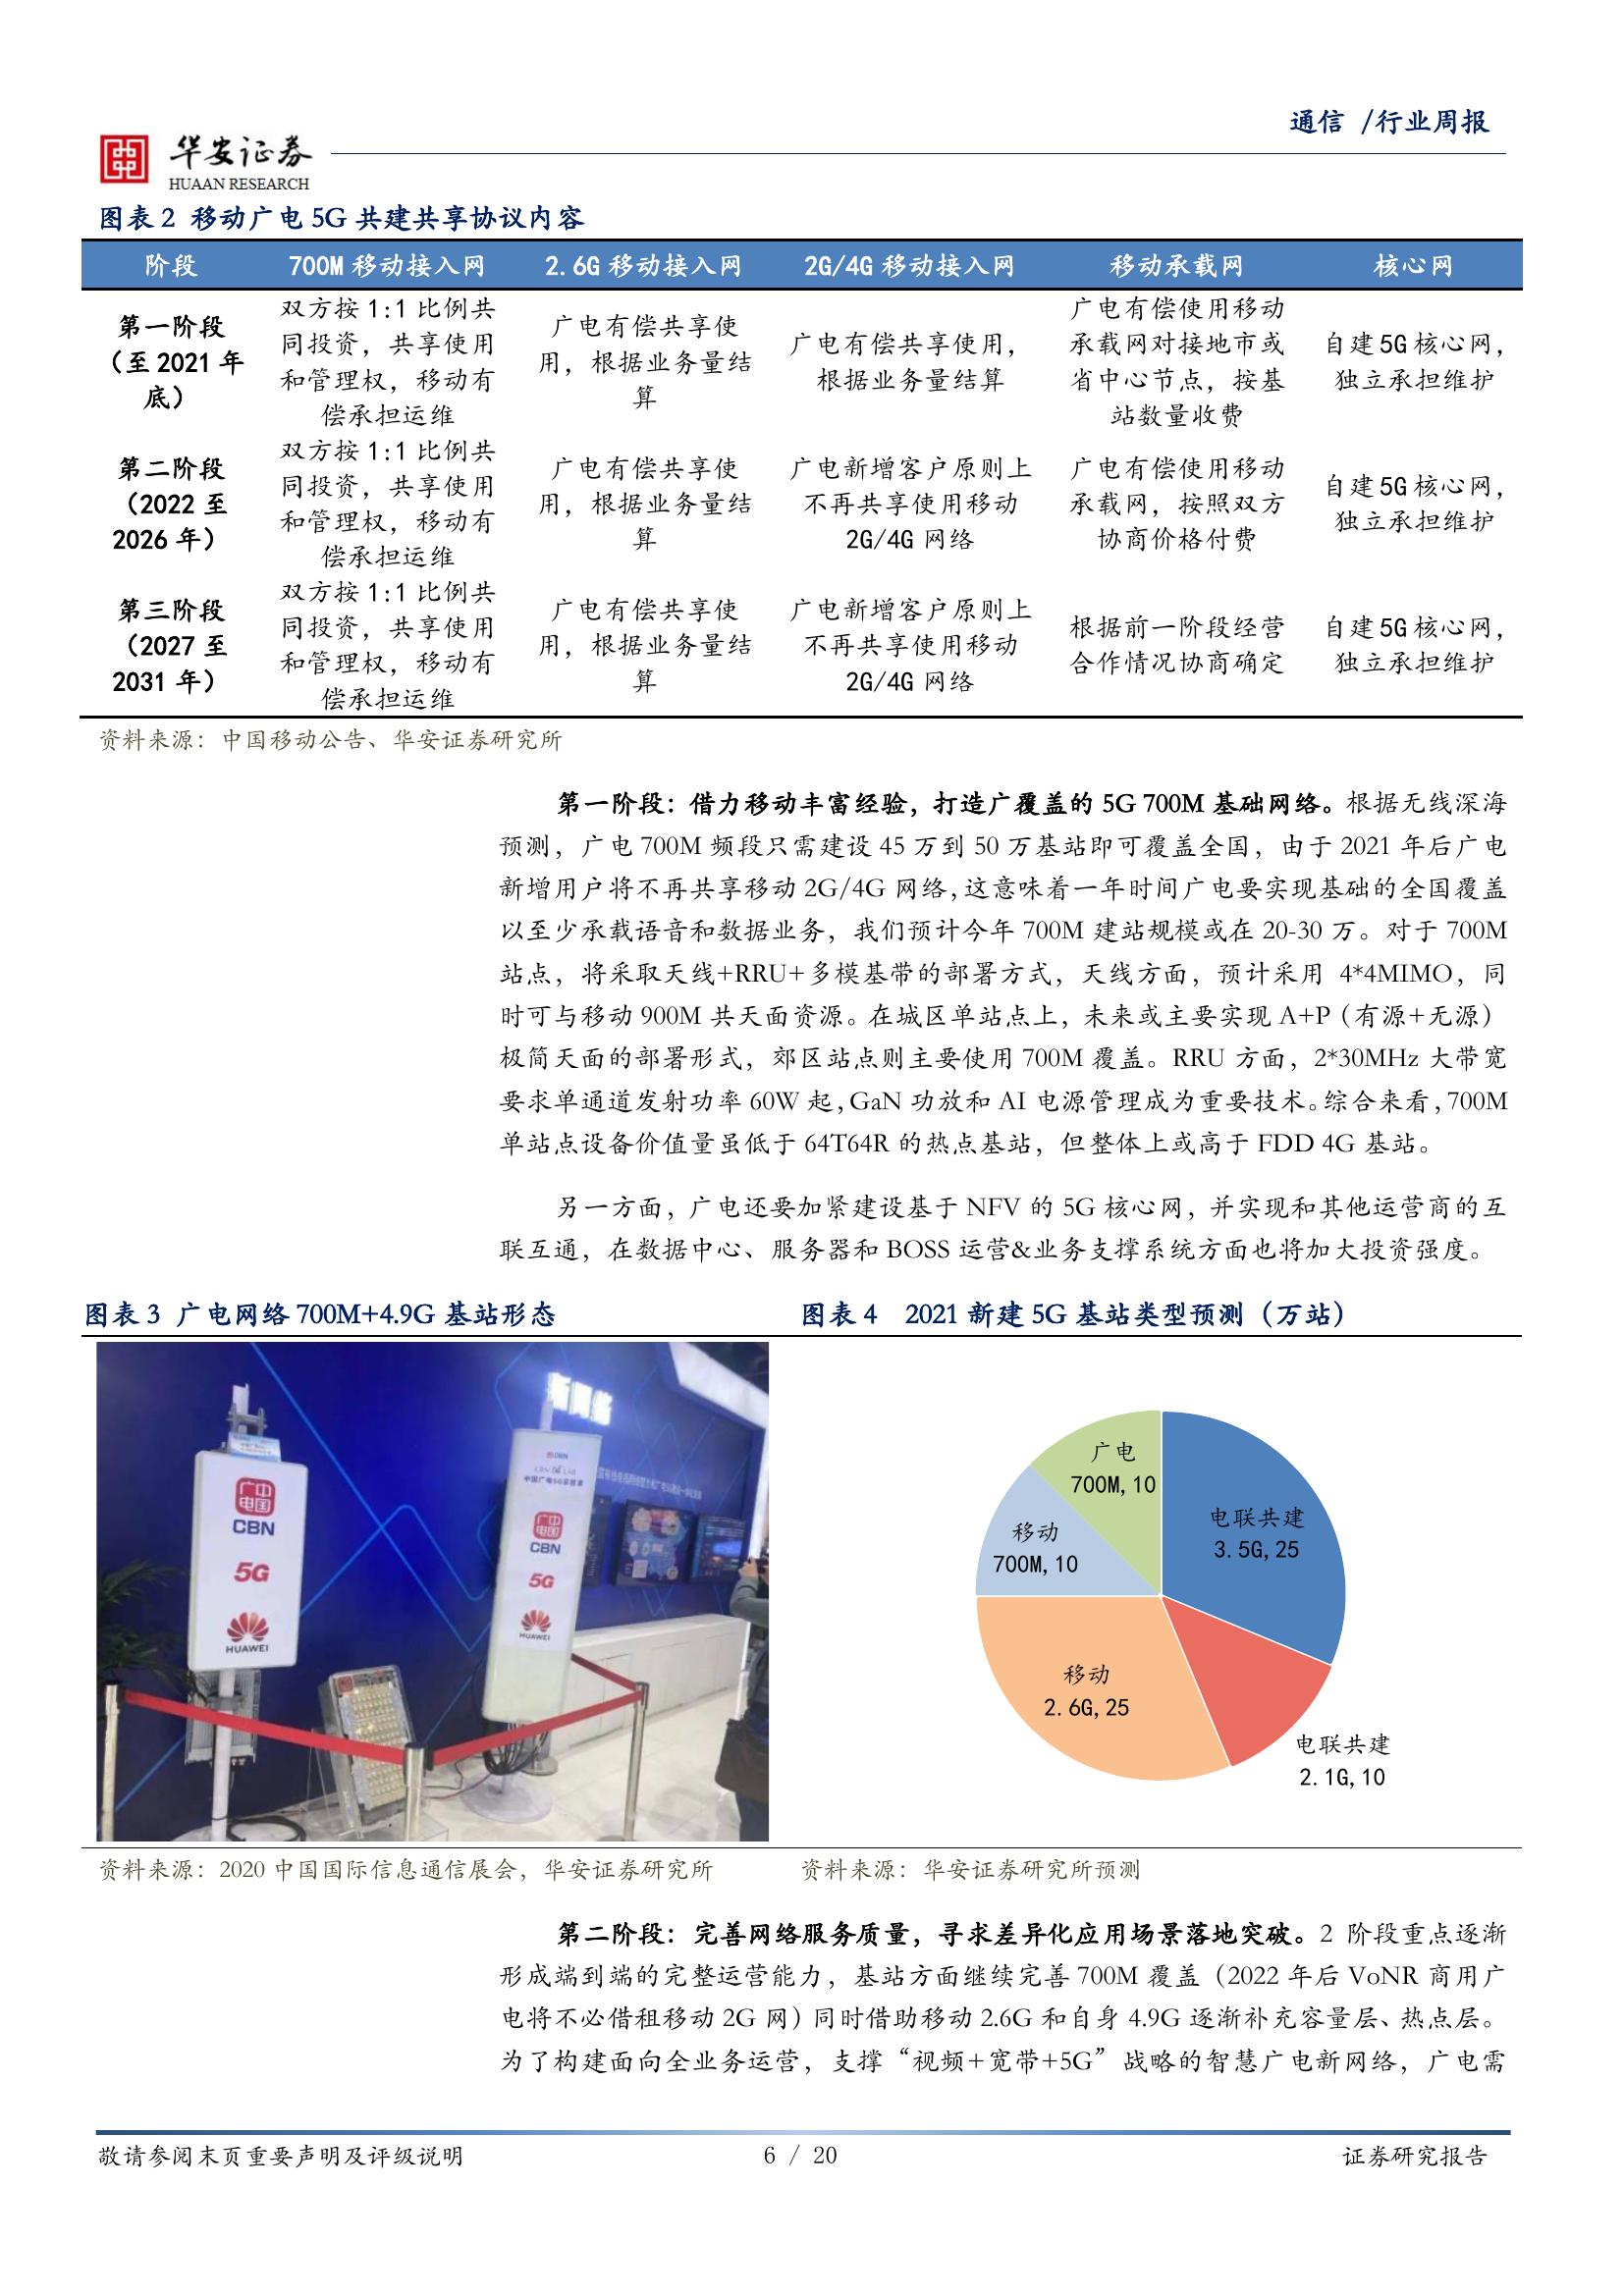 通信 /行业周报
华安证券
HUAAN RESEARCH
图表 2 移动广电 5G 共建共享协议内容
阶段 700M 移动接入网 2.6G 移动接入网 2G/4G 移动接入网 移动承载网 核心网
第一阶段（至 2021 年底） 双方按 1:1 比例共同投资，共享使用和管理权，移动有偿承担运维 广电有偿共享使用，根据业务量结算 广电有偿共享使用，根据业务量结算 广电有偿使用移动承载网对接地市或省中心节点，按基站数量收费 自建 5G 核心网，独立承担维护
第二阶段（2022 至 2026 年） 双方按 1:1 比例共同投资，共享使用和管理权，移动有偿承担运维 广电有偿共享使用，根据业务量结算 广电新增客户原则上不再共享使用移动 2G/4G 网络 广电有偿使用移动承载网，按照双方协商价格付费 自建 5G 核心网，独立承担维护
第三阶段（2027 至 2031 年） 双方按 1:1 比例共同投资，共享使用和管理权，移动有偿承担运维 广电有偿共享使用，根据业务量结算 广电新增客户原则上不再共享使用移动 2G/4G 网络 根据前一阶段经营合作情况协商确定 自建 5G 核心网，独立承担维护
资料来源：中国移动公告、华安证券研究所
第一阶段：借力移动丰富经验，打造广覆盖的 5G 700M 基础网络。根据无线深海
预测，广电 700M 频段只需建设 45 万到 50 万基站即可覆盖全国，由于 2021 年后广电
新增用户将不再共享移动 2G/4G 网络，这意味着一年时间广电要实现基础的全国覆盖
以至少承载语音和数据业务，我们预计今年 700M 建站规模或在 20-30 万。对于 700M
站点，将采取天线+RRU+多模基带的部署方式，天线方面，预计采用 4*4MIMO，同
时可与移动 900M 共天面资源。在城区单站点上，未来或主要实现 A+P（有源+无源）
极简天面的部署形式，郊区站点则主要使用 700M 覆盖。RRU 方面，2*30MHz 大带宽
要求单通道发射功率 60W 起，GaN 功放和 AI 电源管理成为重要技术。综合来看，700M
单站点设备价值量虽低于 64T64R 的热点基站，但整体上或高于 FDD 4G 基站。
另一方面，广电还要加紧建设基于 NFV 的 5G 核心网，并实现和其他运营商的互
联互通，在数据中心、服务器和 BOSS 运营&业务支撑系统方面也将加大投资强度。
图表 3 广电网络 700M+4.9G 基站形态
新网络
中国广电
CBN
5G
HUAWEI
CBN
中国广电5G实验室
中国广电
CBN
5G
HUAWEI
资料来源：2020 中国国际信息通信展会，华安证券研究所
图表 4 2021 新建 5G 基站类型预测（万站）
广电
700M,10
电联共建
3.5G,25
移动
700M,10
移动
2.6G,25
电联共建
2.1G,10
资料来源：华安证券研究所预测
第二阶段：完善网络服务质量，寻求差异化应用场景落地突破。2 阶段重点逐渐
形成端到端的完整运营能力，基站方面继续完善 700M 覆盖（2022 年后 VoNR 商用广
电将不必借租移动 2G 网）同时借助移动 2.6G 和自身 4.9G 逐渐补充容量层、热点层。
为了构建面向全业务运营，支撑“视频+宽带+5G”战略的智慧广电新网络，广电需
敬请参阅末页重要声明及评级说明
6 / 20
证券研究报告